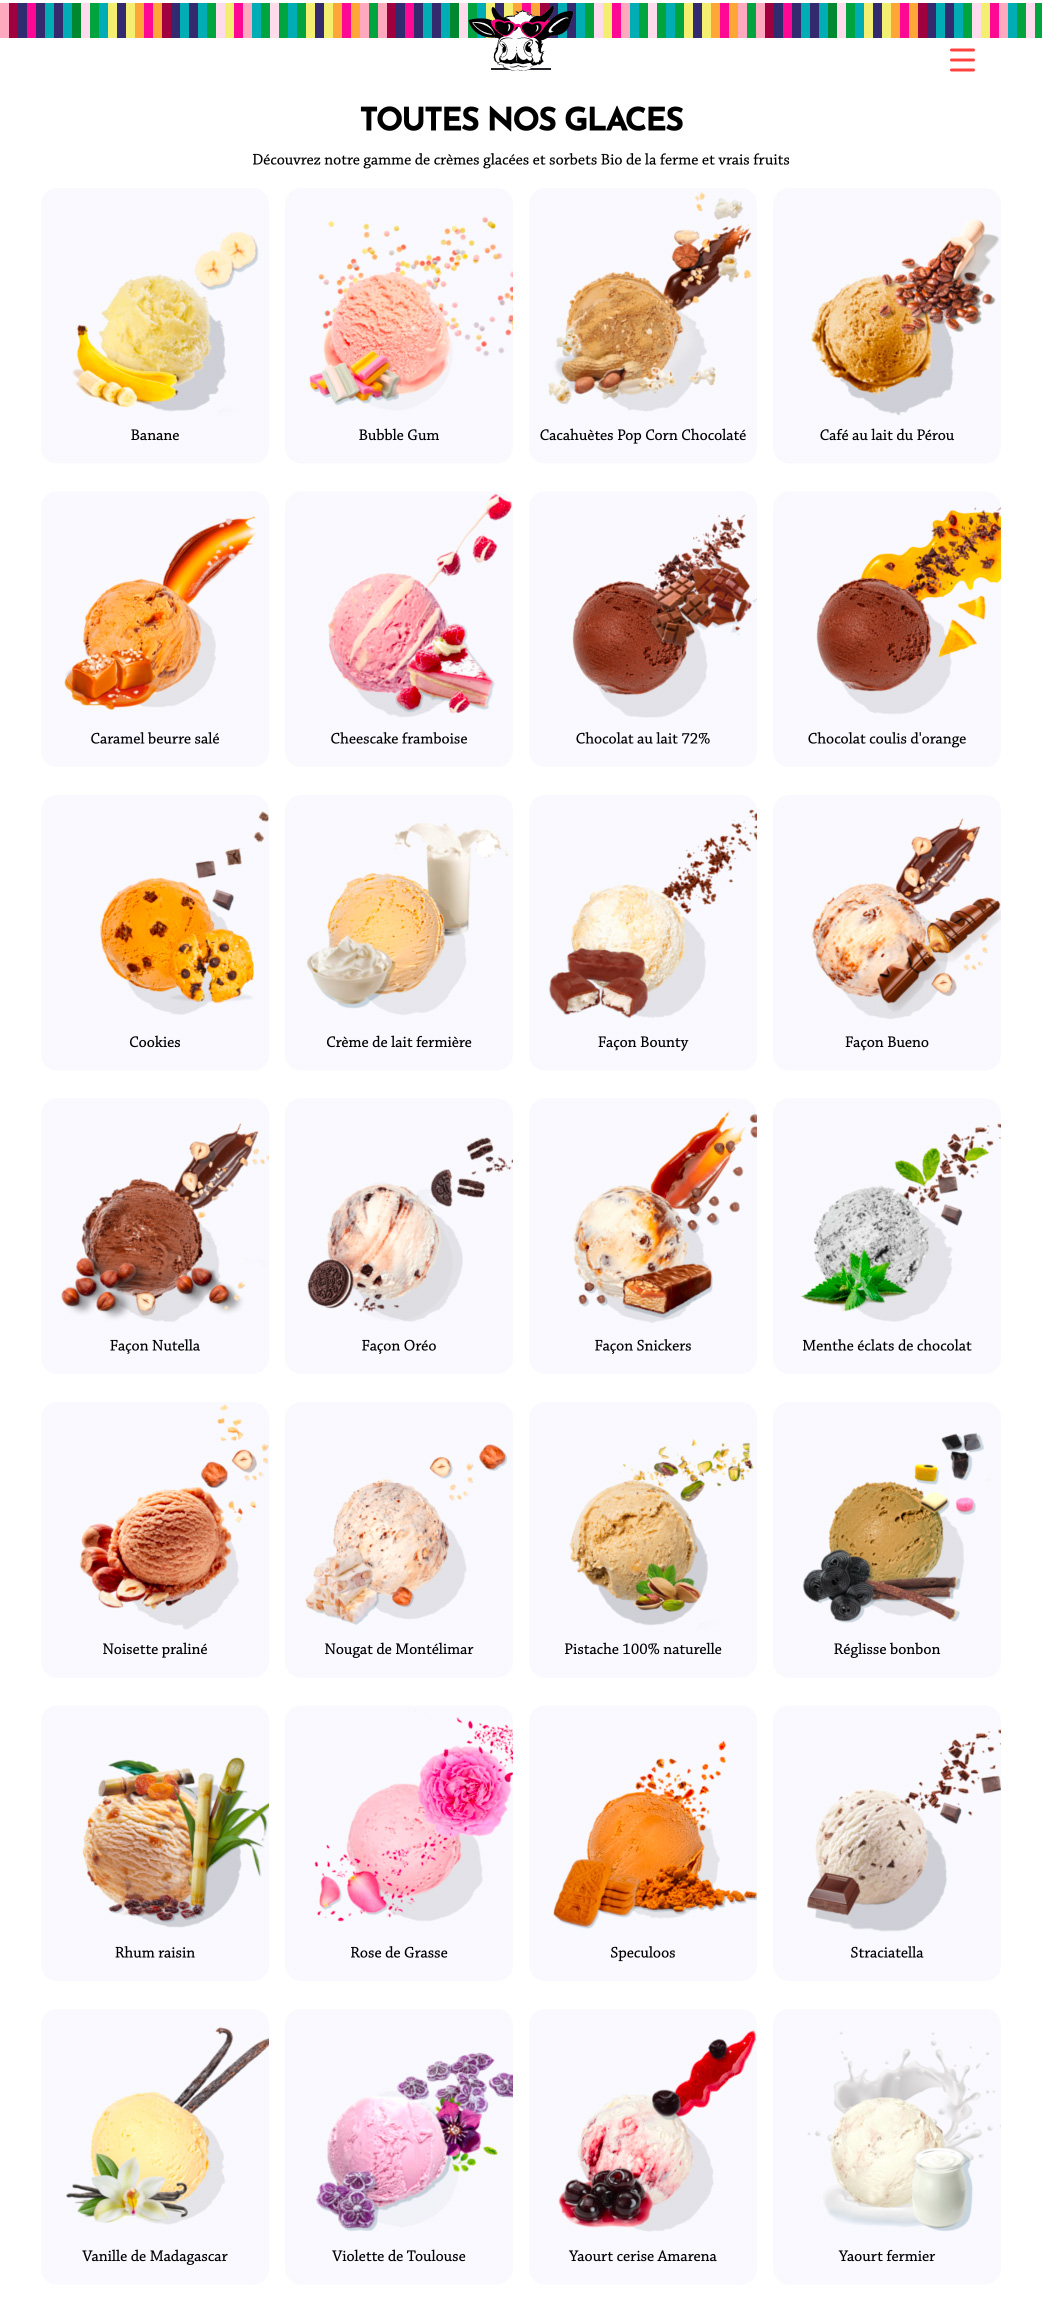 TOUTES NOS GLACES
Découvrez notre gamme de crèmes glacées et sorbets Bio de la ferme et vrais fruits
Banane
Bubble Gum
Cacahuètes Pop Corn Chocolaté
Café au lait du Pérou
Caramel beurre salé
Cheescake framboise
Chocolat au lait 72%
Chocolat coulis d'orange
Cookies
Crème de lait fermière
Façon Bounty
Façon Bueno
Façon Nutella
Façon Oréo
Façon Snickers
Menthe éclats de chocolat
Noisette praliné
Nougat de Montélimar
Pistache 100% naturelle
Réglisse bonbon
Rhum raisin
Rose de Grasse
Speculoos
Straciatella
Vanille de Madagascar
Violette de Toulouse
Yaourt cerise Amarena
Yaourt fermier